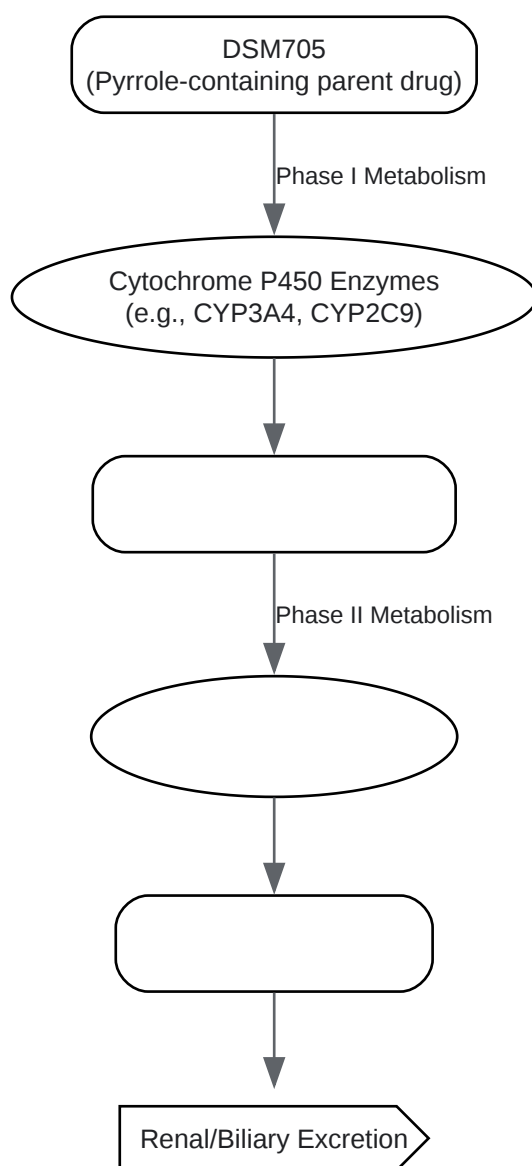 DSM705
(Pyrrole-containing parent drug)
Phase I Metabolism
Cytochrome P450 Enzymes
(e.g., CYP3A4, CYP2C9)
Phase II Metabolism
Renal/Biliary Excretion